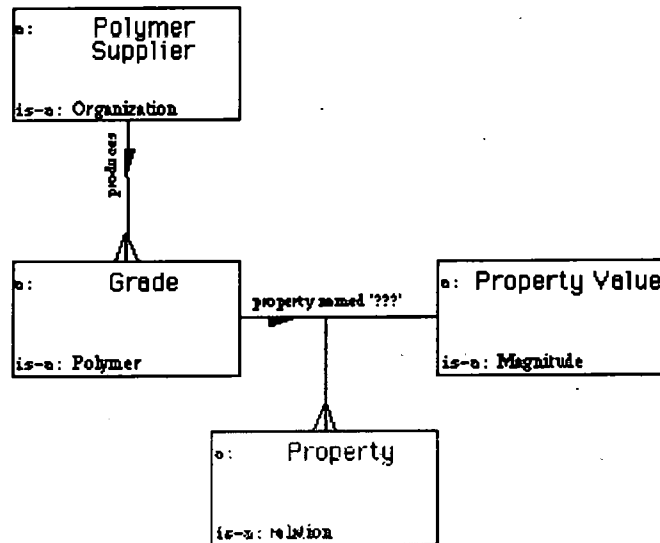 a: Polymer
Supplier
is-a: Organization
produces
a: Grade
is-a: Polymer
property named '???'
a: Property Value
is-a: Magnitude
a: Property
is-a: relation